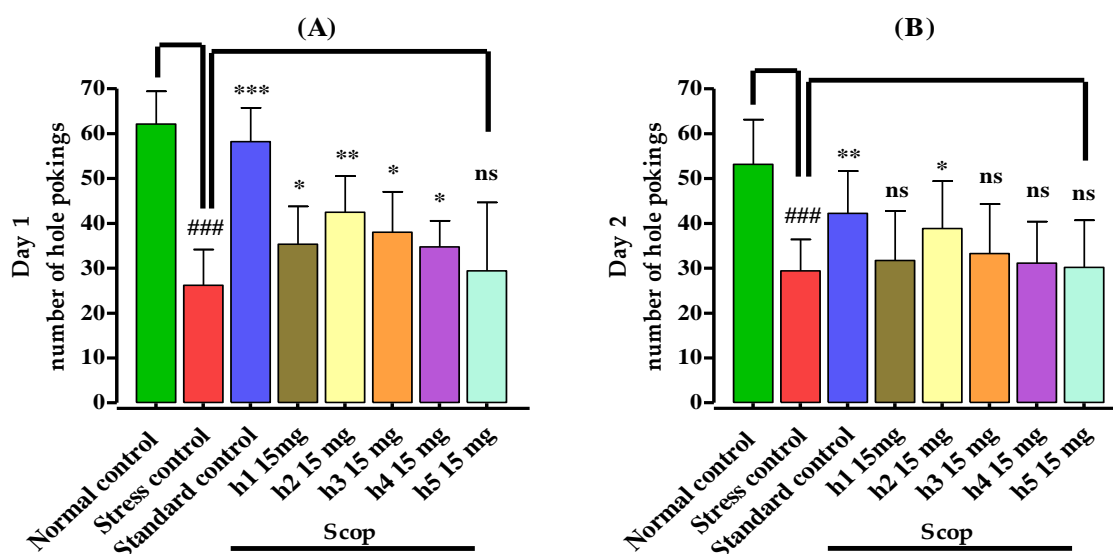 (A)
Day 1
number of hole pokings
70
60
50
40
30
20
10
0
###
***
*
**
*
*
ns
Normal control
Stress control
Standard control
h1 15mg
h2 15 mg
h3 15 mg
h4 15 mg
h5 15 mg
Scop
(B)
Day 2
number of hole pokings
70
60
50
40
30
20
10
0
###
**
ns
*
ns
ns
ns
Normal control
Stress control
Standard control
h1 15mg
h2 15 mg
h3 15 mg
h4 15 mg
h5 15 mg
Scop